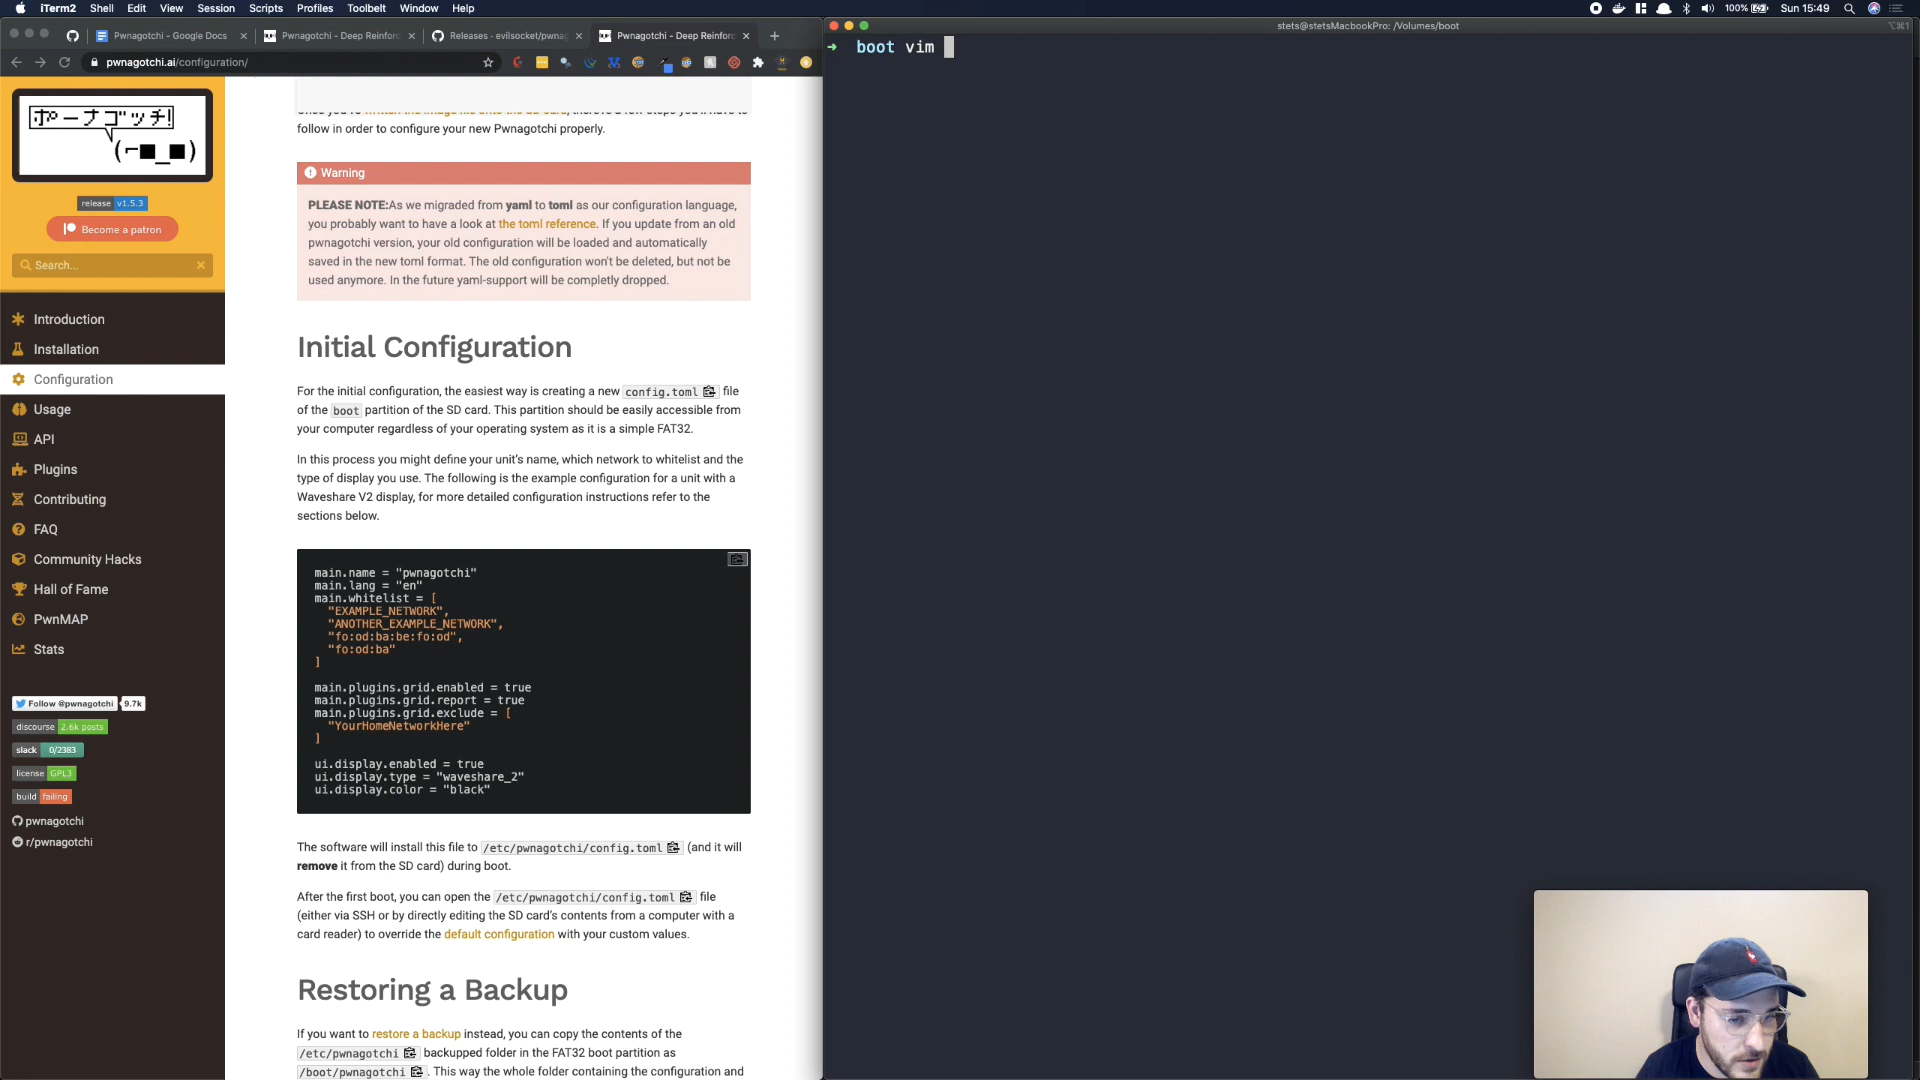 iTerm2 Shell Edit View Session Scripts Profiles Toolbelt Window Help
100% Sun 15:49
Pwnagotchi - Google Docs
Pwnagotchi - Deep Reinfor
Releases - evilsocket/pwnag
Pwnagotchi - Deep Reinfor
pwnagotchi.ai/configuration/
ポーナゴッチ!
(⌐■_■)
release v1.5.3
Become a patron
Search...
Introduction
Installation
Configuration
Usage
API
Plugins
Contributing
FAQ
Community Hacks
Hall of Fame
PwnMAP
Stats
Follow @pwnagotchi 9.7k
discourse 2.6k posts
slack 0/2383
license GPL3
build failing
pwnagotchi
r/pwnagotchi
follow in order to configure your new Pwnagotchi properly.
Warning
PLEASE NOTE:As we migrated from yaml to toml as our configuration language,
you probably want to have a look at the toml reference. If you update from an old
pwnagotchi version, your old configuration will be loaded and automatically
saved in the new toml format. The old configuration won't be deleted, but not be
used anymore. In the future yaml-support will be completly dropped.
Initial Configuration
For the initial configuration, the easiest way is creating a new config.toml file
of the boot partition of the SD card. This partition should be easily accessible from
your computer regardless of your operating system as it is a simple FAT32.
In this process you might define your unit's name, which network to whitelist and the
type of display you use. The following is the example configuration for a unit with a
Waveshare V2 display, for more detailed configuration instructions refer to the
sections below.
main.name = "pwnagotchi"
main.lang = "en"
main.whitelist = [
"EXAMPLE_NETWORK",
"ANOTHER_EXAMPLE_NETWORK",
"fo:od:ba:be:fo:od",
"fo:od:ba"
]
main.plugins.grid.enabled = true
main.plugins.grid.report = true
main.plugins.grid.exclude = [
"YourHomeNetworkHere"
]
ui.display.enabled = true
ui.display.type = "waveshare_2"
ui.display.color = "black"
The software will install this file to /etc/pwnagotchi/config.toml (and it will
remove it from the SD card) during boot.
After the first boot, you can open the /etc/pwnagotchi/config.toml file
(either via SSH or by directly editing the SD card's contents from a computer with a
card reader) to override the default configuration with your custom values.
Restoring a Backup
If you want to restore a backup instead, you can copy the contents of the
/etc/pwnagotchi backupped folder in the FAT32 boot partition as
/boot/pwnagotchi . This way the whole folder containing the configuration and
stets@stetsMacbookPro: /Volumes/boot
⌥⌘1
➜ boot vim